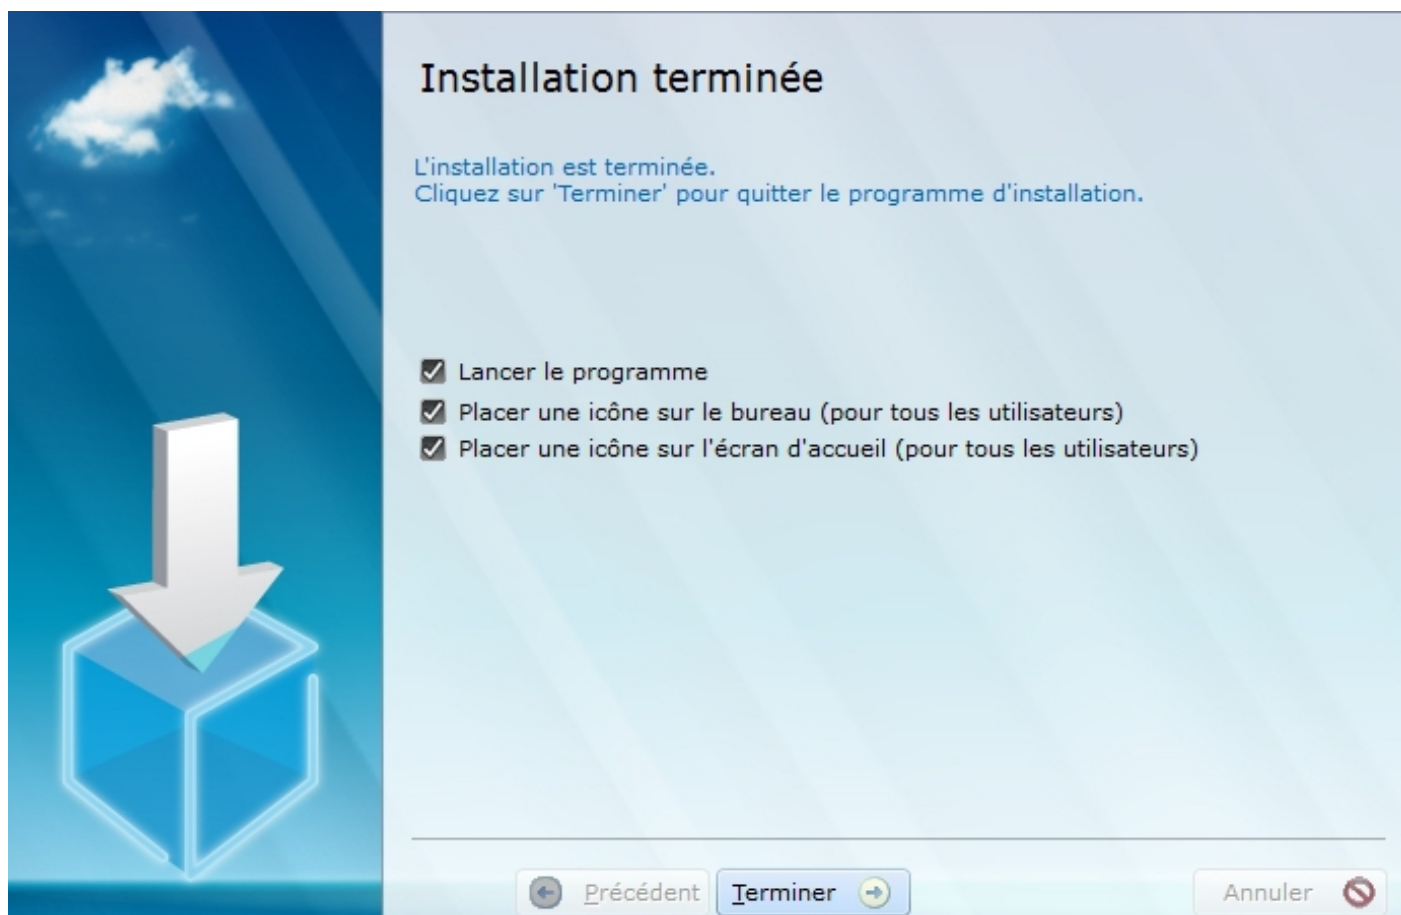 Installation terminée
L'installation est terminée.
Cliquez sur 'Terminer' pour quitter le programme d'installation.
Lancer le programme
Placer une icône sur le bureau (pour tous les utilisateurs)
Placer une icône sur l'écran d'accueil (pour tous les utilisateurs)
Précédent Terminer Annuler